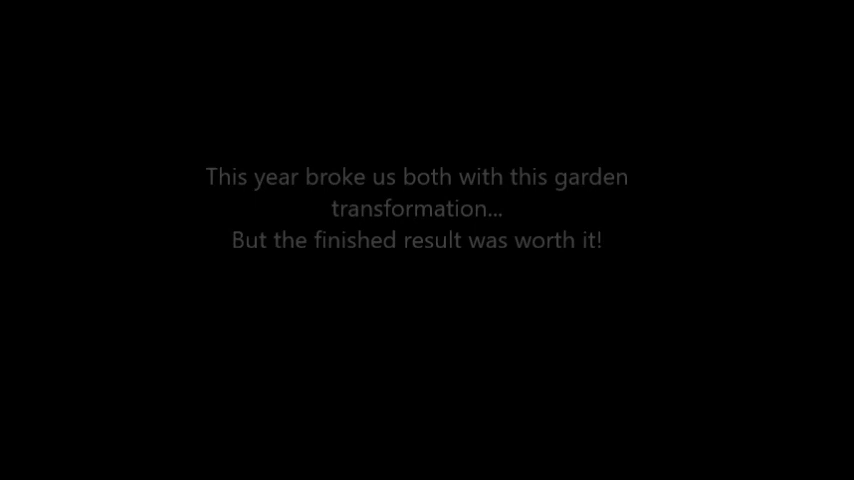 This year broke us both with this garden
transformation...
But the finished result was worth it!